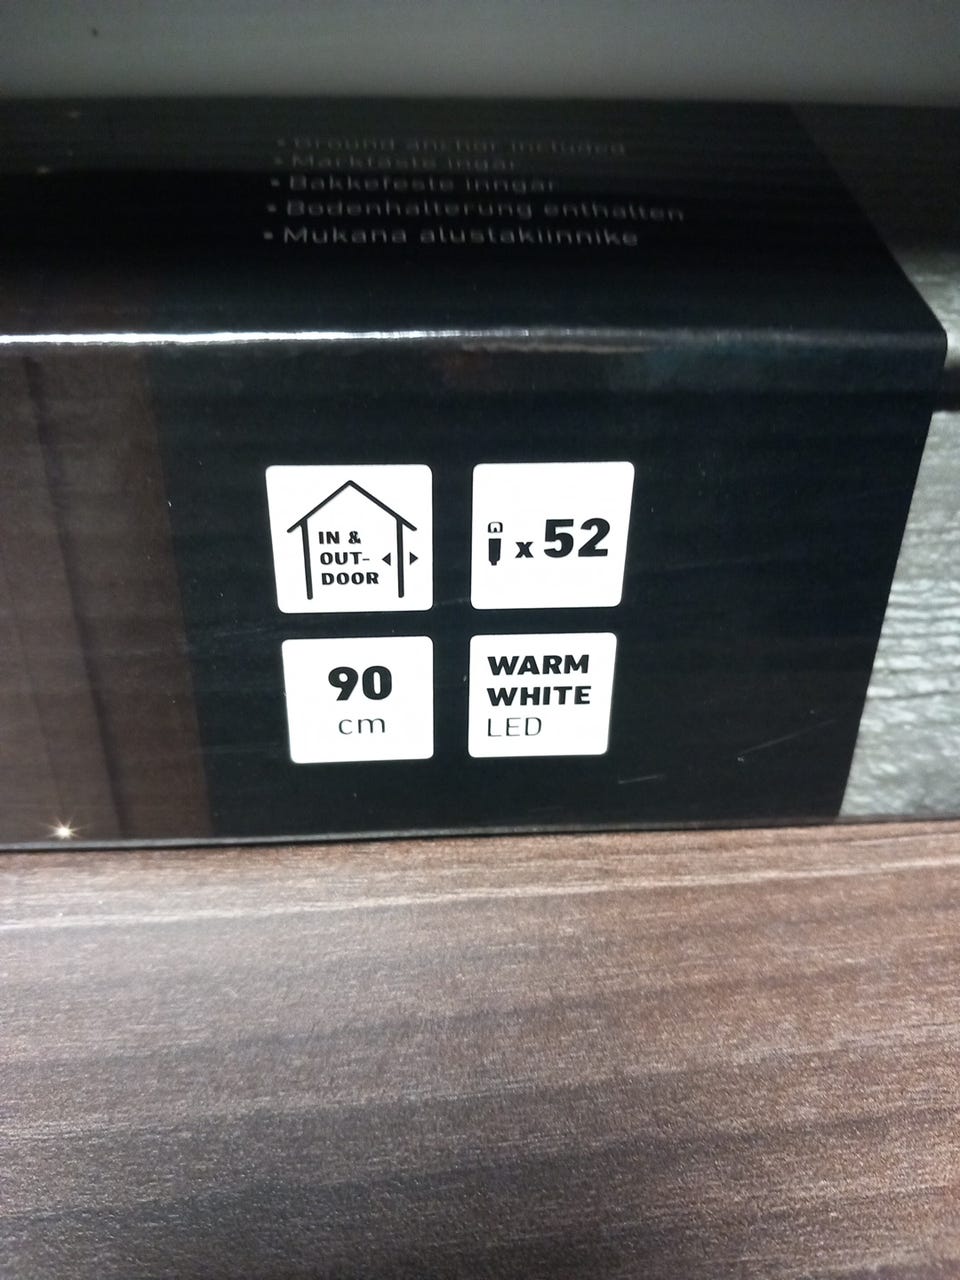 • Ground anchor included
• Markfäste ingår
• Bakkefeste inngår
• Bodenhalterung enthalten
• Mukana alustakiinnike
IN &
OUT-
DOOR
x 52
90
cm
WARM
WHITE
LED